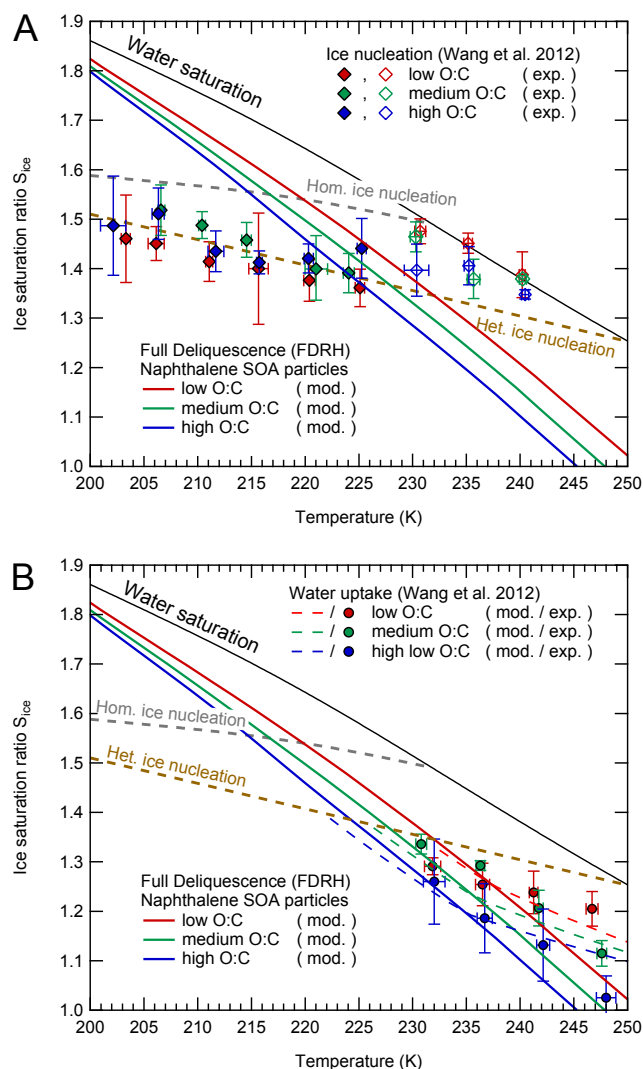 A
1.9
1.8
1.7
1.6
1.5
1.4
1.3
1.2
1.1
1.0
Ice saturation ratio Sice
Water saturation
Ice nucleation (Wang et al. 2012)
, low O:C ( exp. )
, medium O:C ( exp. )
, high O:C ( exp. )
Hom. ice nucleation
Het. ice nucleation
Full Deliquescence (FDRH)
Naphthalene SOA particles
low O:C ( mod. )
medium O:C ( mod. )
high O:C ( mod. )
200 205 210 215 220 225 230 235 240 245 250
Temperature (K)
B
1.9
1.8
1.7
1.6
1.5
1.4
1.3
1.2
1.1
1.0
Ice saturation ratio Sice
Water saturation
Water uptake (Wang et al. 2012)
/ low O:C ( mod. / exp. )
/ medium O:C ( mod. / exp. )
/ high low O:C ( mod. / exp. )
Hom. ice nucleation
Het. ice nucleation
Full Deliquescence (FDRH)
Naphthalene SOA particles
low O:C ( mod. )
medium O:C ( mod. )
high O:C ( mod. )
200 205 210 215 220 225 230 235 240 245 250
Temperature (K)